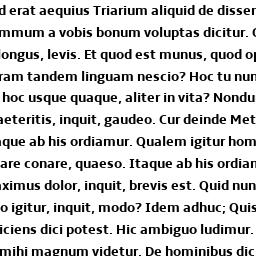 d erat aequius Triarium aliquid de disser
mmum a vobis bonum voluptas dicitur.
longus, levis. Et quod est munus, quod op
ram tandem linguam nescio? Hoc tu nun
hoc usque quaque, aliter in vita? Nondu
aeteritis, inquit, gaudeo. Cur deinde Met
aque ab his ordiamur. Qualem igitur hom
are conare, quaeso. Itaque ab his ordian
aximus dolor, inquit, brevis est. Quid nun
o igitur, inquit, modo? Idem adhuc; Quis
iciens dici potest. Hic ambiguo ludimur.
mihi magnum videtur. De hominibus dic